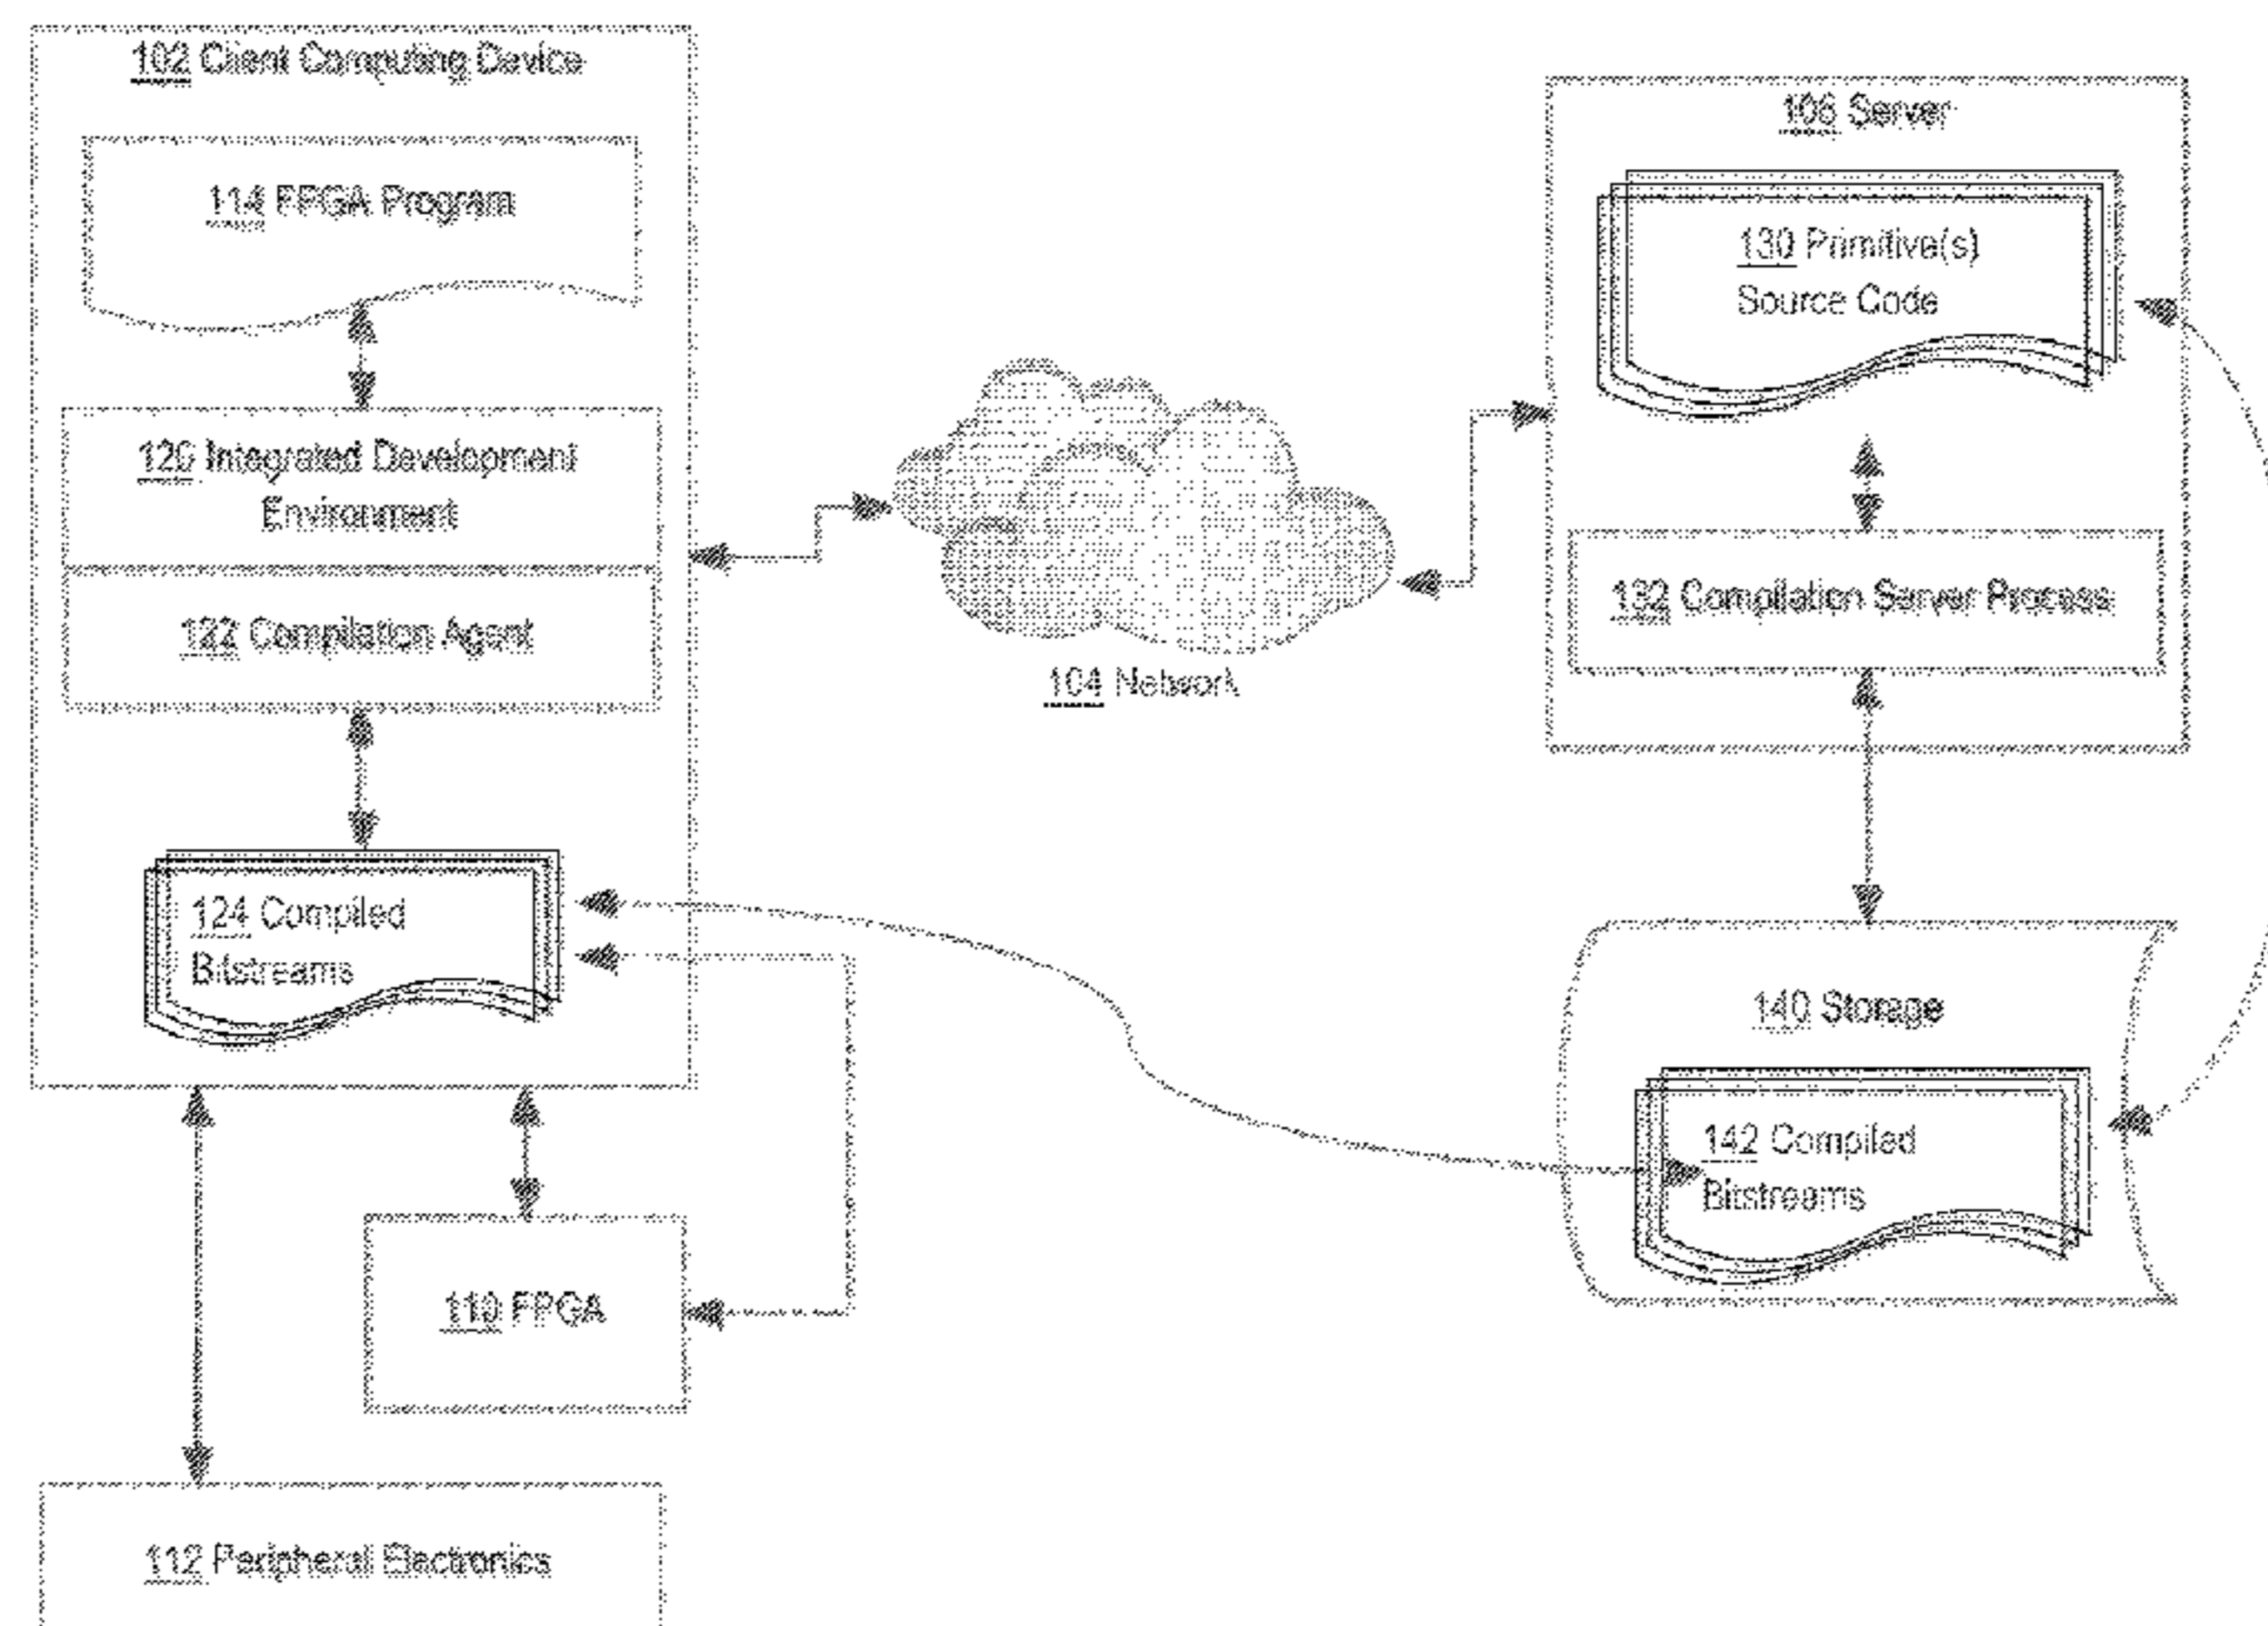 102 Client Computing Device
114 FPGA Program
120 Integrated Development
Environment
122 Compilation Agent
124 Compiled
Bitstreams
110 FPGA
112 Peripheral Electronics
104 Network
106 Server
130 Primitive(s)
Source Code
132 Compilation Server Process
140 Storage
142 Compiled
Bitstreams